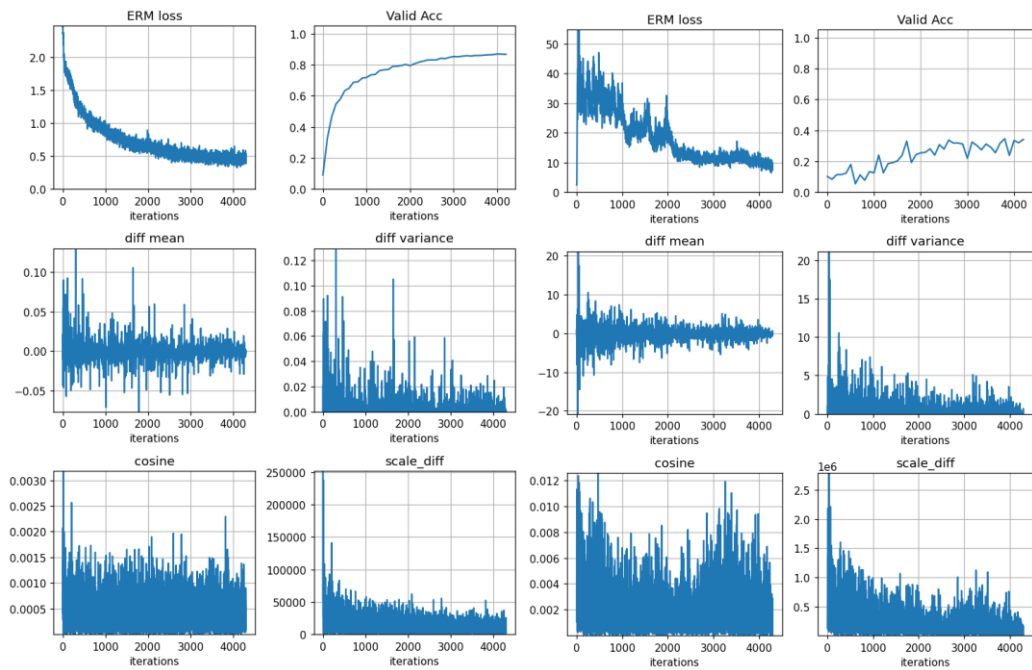 ERM loss Valid Acc ERM loss Valid Acc
2.0 1.5 1.0 0.5 0.0
1.0 0.8 0.6 0.4 0.2 0.0
50 40 30 20 10 0
1.0 0.8 0.6 0.4 0.2 0.0
0 1000 2000 3000 4000 0 1000 2000 3000 4000 0 1000 2000 3000 4000 0 1000 2000 3000 4000
iterations iterations iterations iterations
diff mean diff variance diff mean diff variance
0.10 0.05 0.00 −0.05
0.12 0.10 0.08 0.06 0.04 0.02 0.00
20 10 0 −10 −20
20 15 10 5 0
0 1000 2000 3000 4000 0 1000 2000 3000 4000 0 1000 2000 3000 4000 0 1000 2000 3000 4000
iterations iterations iterations iterations
cosine scale_diff cosine scale_diff
0.0030 0.0025 0.0020 0.0015 0.0010 0.0005
250000 200000 150000 100000 50000 0
0.012 0.010 0.008 0.006 0.004 0.002
1e6
2.5 2.0 1.5 1.0 0.5
0 1000 2000 3000 4000 0 1000 2000 3000 4000 0 1000 2000 3000 4000 0 1000 2000 3000 4000
iterations iterations iterations iterations